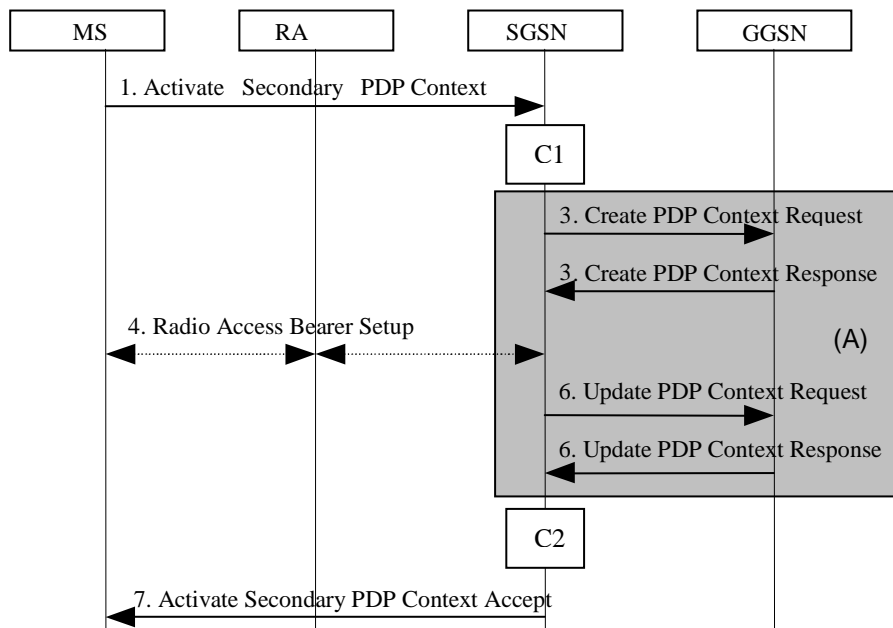 MS RA SGSN GGSN
1. Activate Secondary PDP Context
C1
3. Create PDP Context Request
3. Create PDP Context Response
4. Radio Access Bearer Setup
(A)
6. Update PDP Context Request
6. Update PDP Context Response
C2
7. Activate Secondary PDP Context Accept